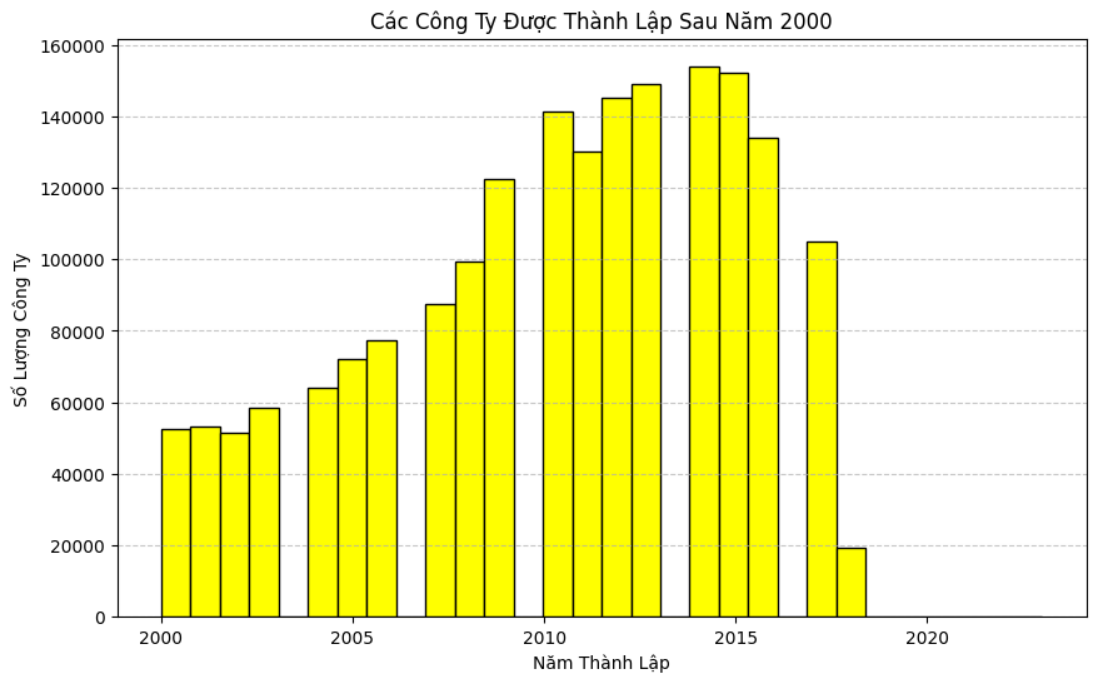 Các Công Ty Được Thành Lập Sau Năm 2000
160000
140000
120000
100000
80000
60000
40000
20000
0
Số Lượng Công Ty
2000 2005 2010 2015 2020
Năm Thành Lập